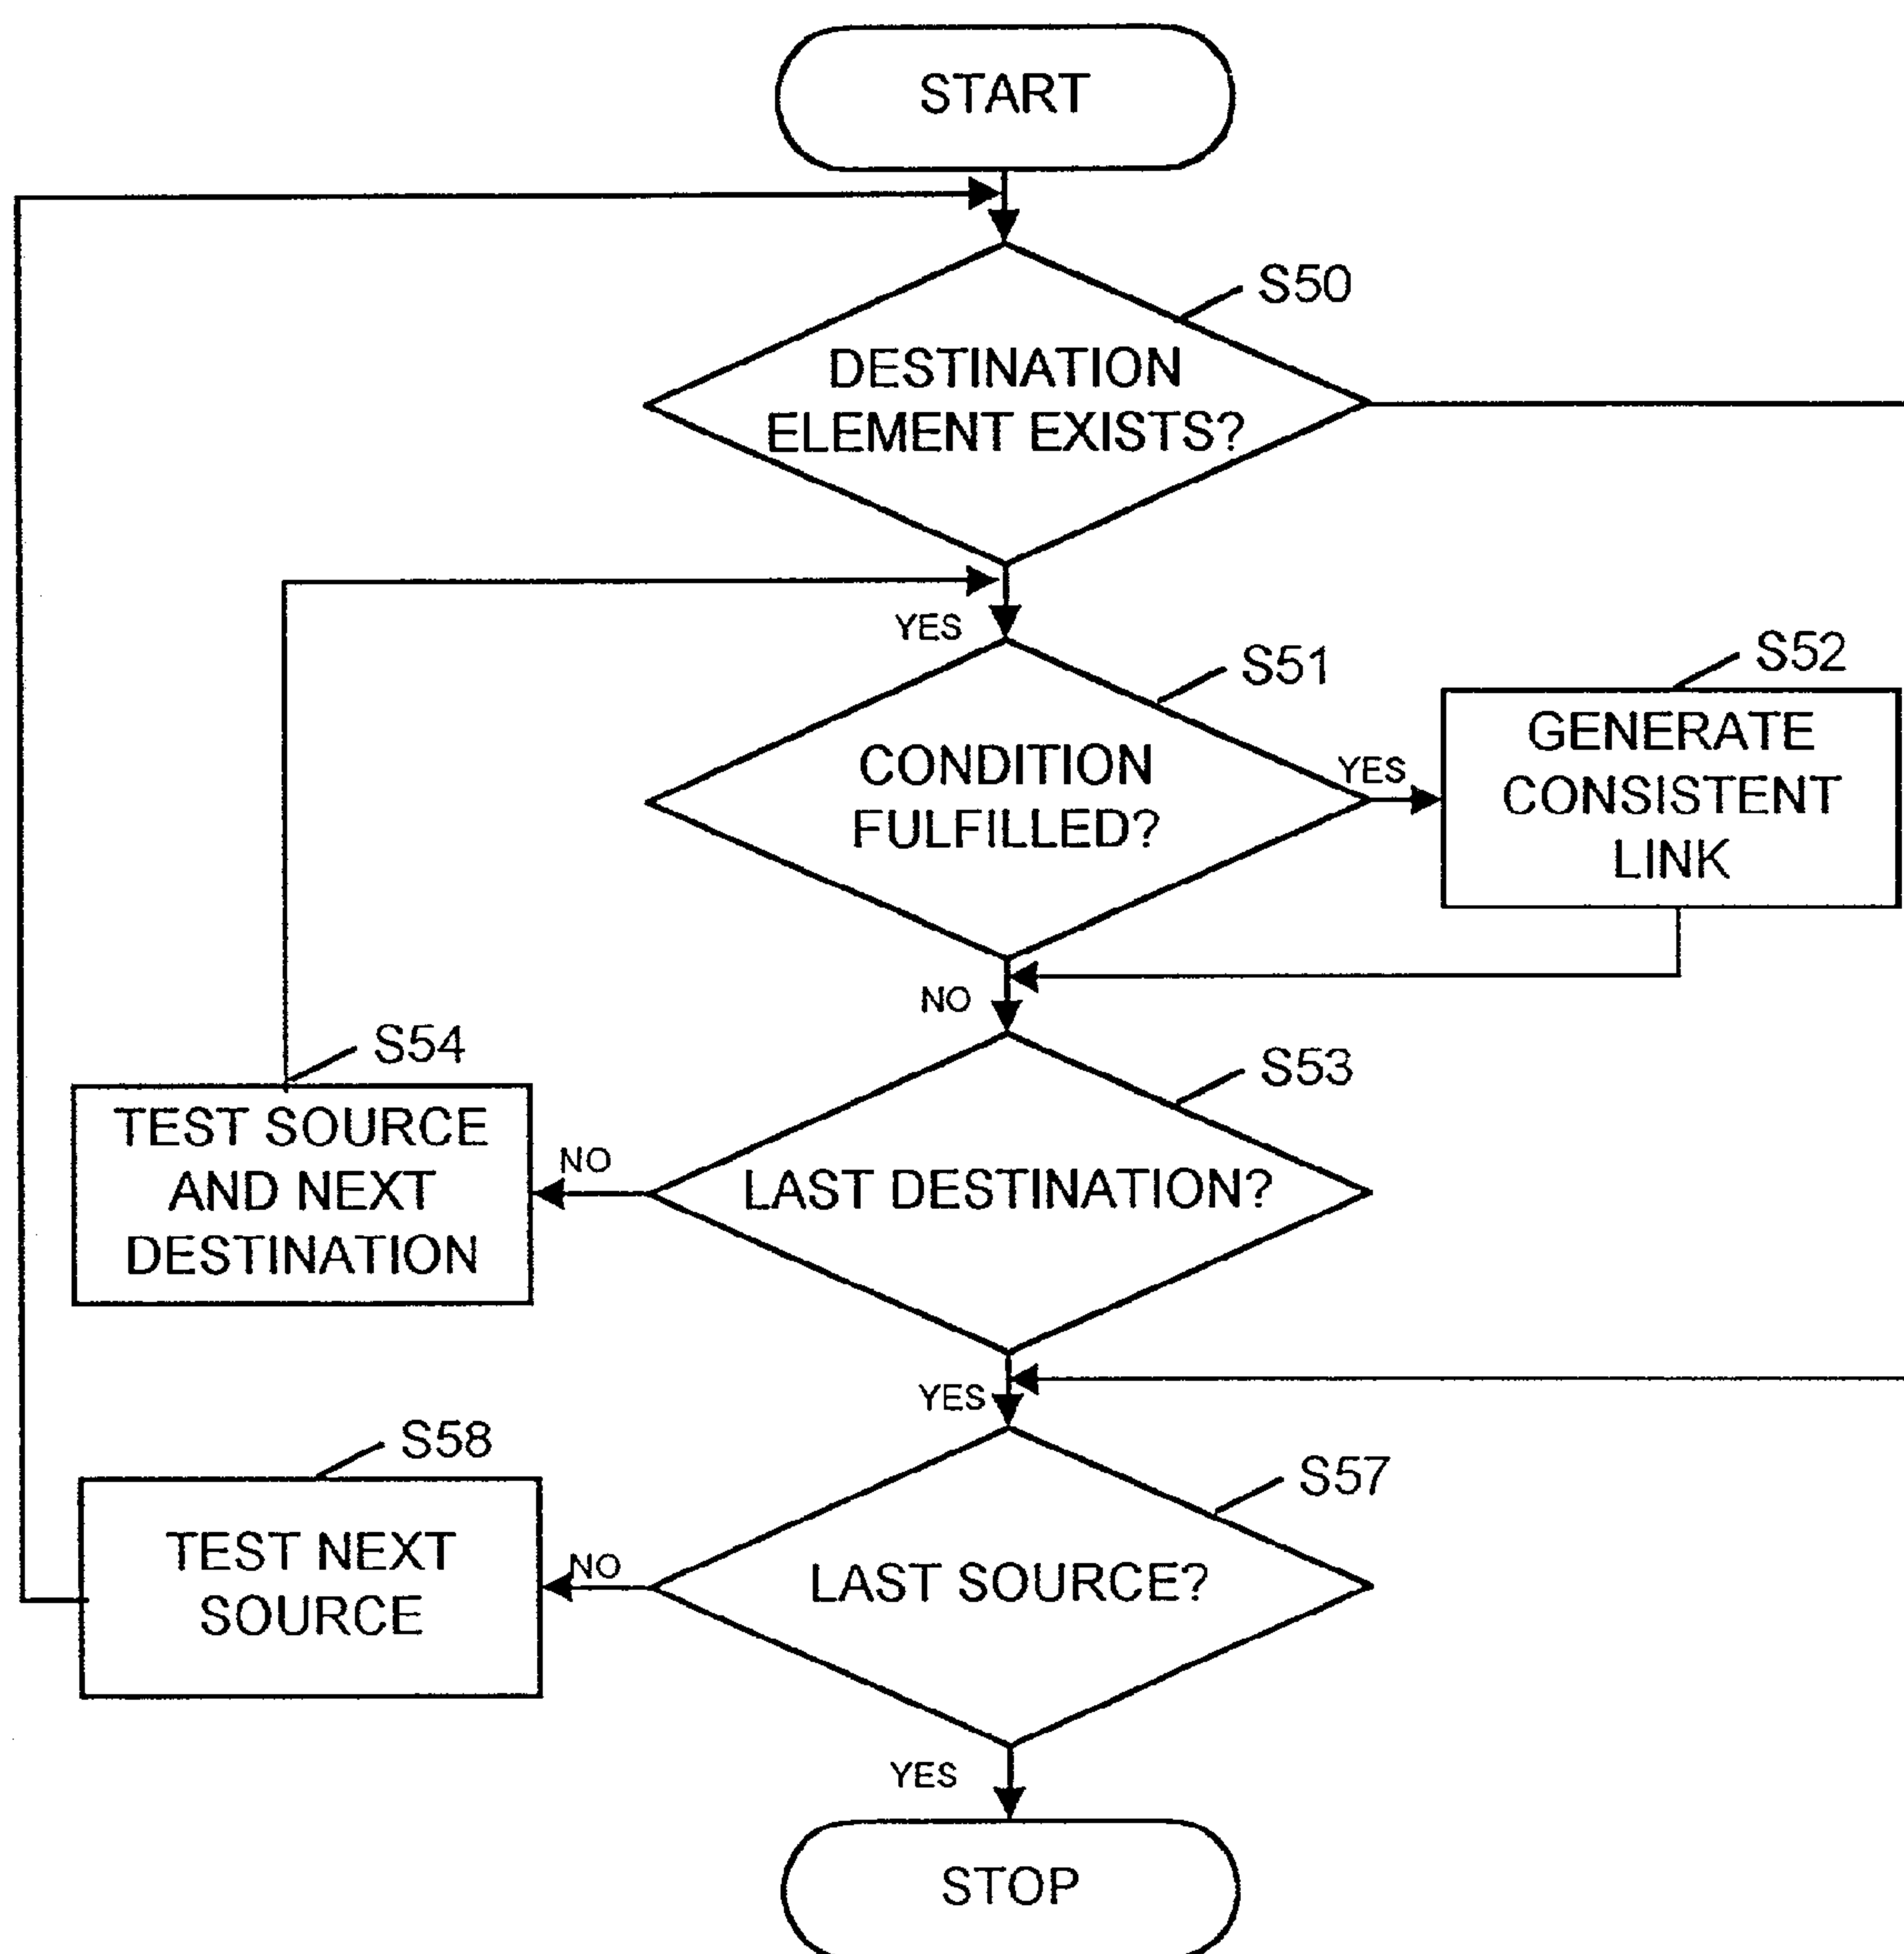 START
S50
DESTINATION
ELEMENT EXISTS?
YES
S51
CONDITION
FULFILLED?
YES
S52
GENERATE
CONSISTENT
LINK
NO
S53
LAST DESTINATION?
NO
S54
TEST SOURCE
AND NEXT
DESTINATION
YES
S57
LAST SOURCE?
NO
S58
TEST NEXT
SOURCE
YES
STOP